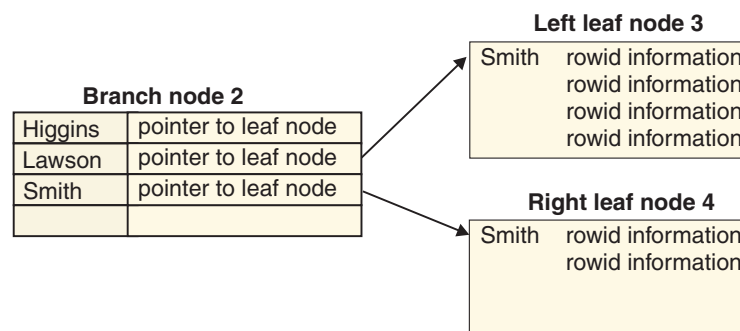 Left leaf node 3
Smith rowid information
rowid information
rowid information
rowid information
Branch node 2
Higgins pointer to leaf node
Lawson pointer to leaf node
Smith pointer to leaf node
Right leaf node 4
Smith rowid information
rowid information